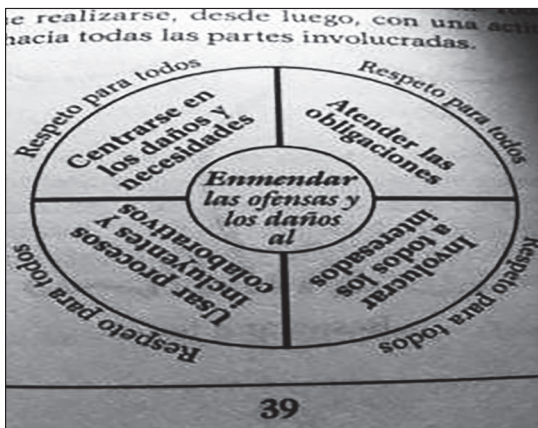 se realizarse, desde luego, con una acti
hacia todas las partes involucradas.
Respeto para todos
Respeto para todos
Centrarse en
los daños y
necesidades
Atender las
obligaciones
Enmendar
las ofensas y
los daños
al
Usar procesos
incluyentes y
colaborativos
Involucrar
a todos los
interesados
Respeto para todos
Respeto para todos
39